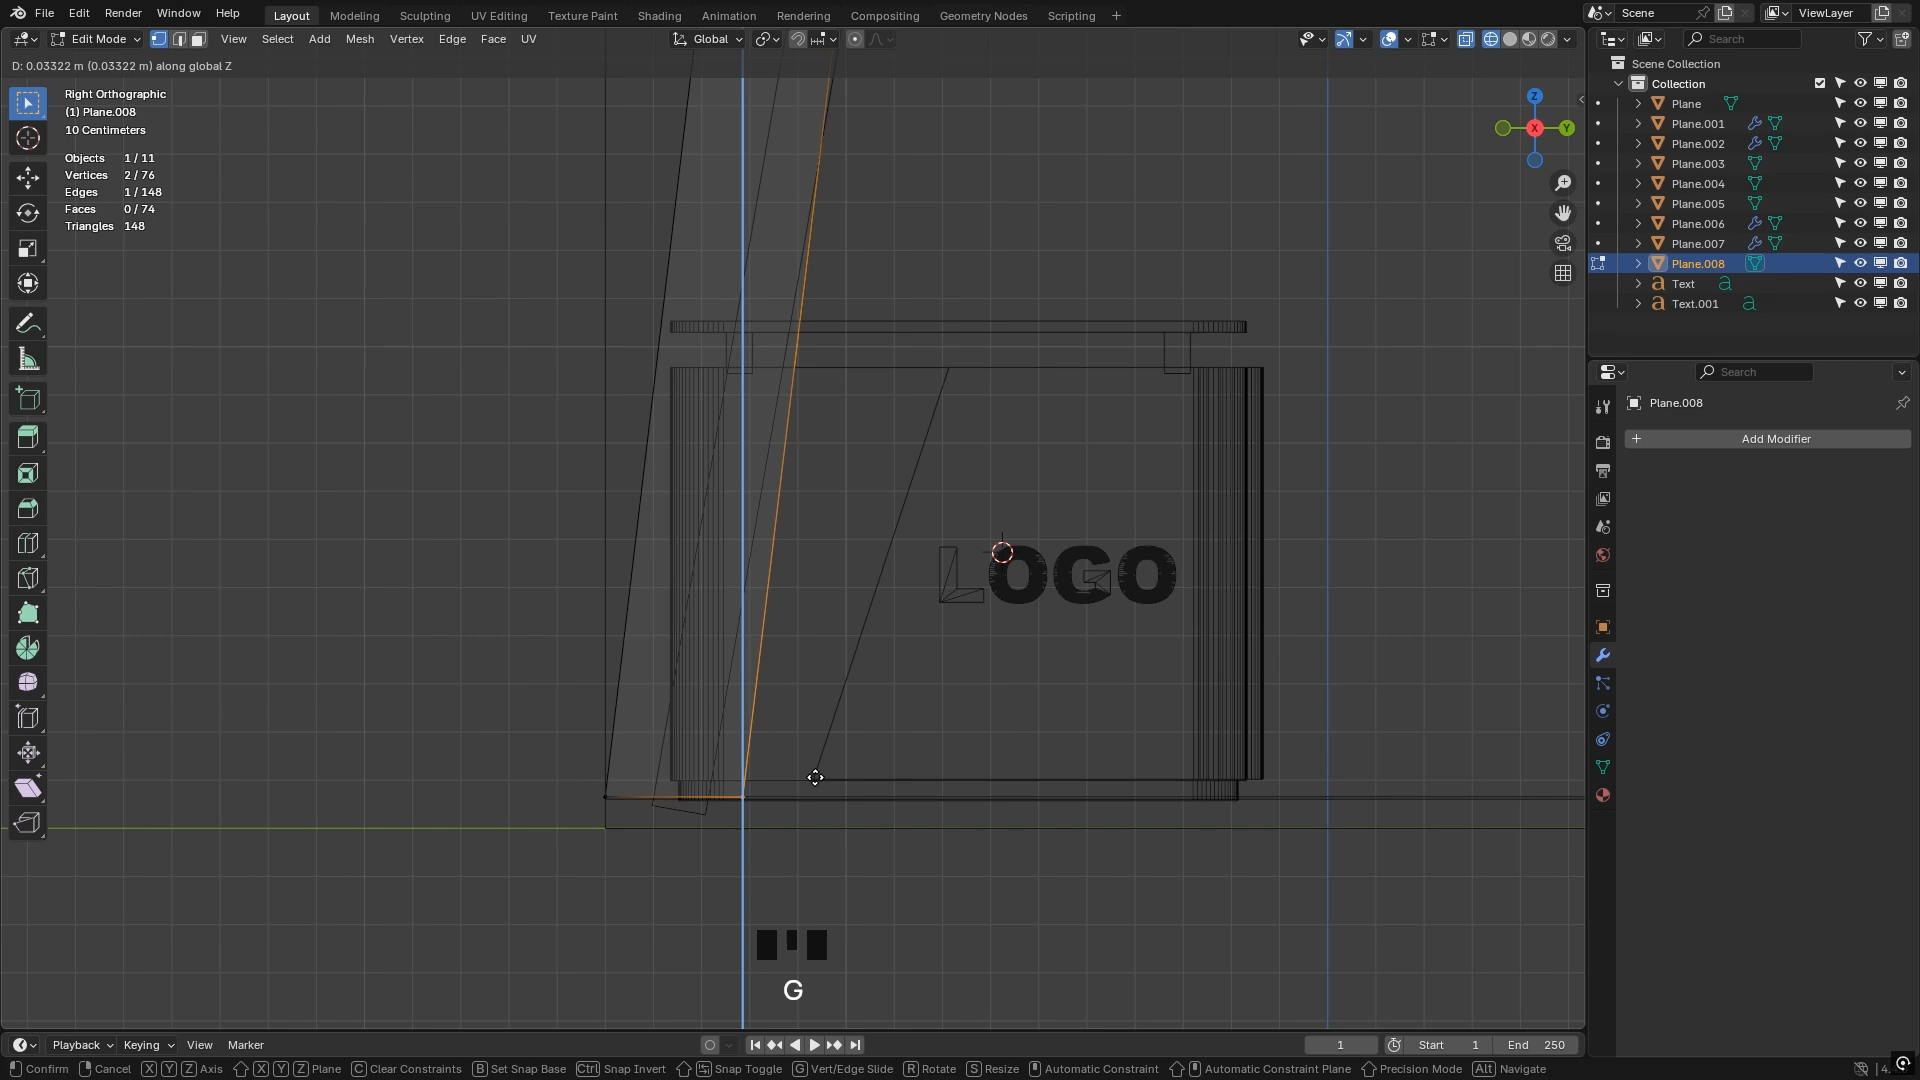 File Edit Render Window Help Layout Modeling Sculpting UV Editing Texture Paint Shading Animation Rendering Compositing Geometry Nodes Scripting + Scene ViewLayer
Edit Mode View Select Add Mesh Vertex Edge Face UV Global Search
D: 0.03322 m (0.03322 m) along global Z
Scene Collection
Collection
Right Orthographic
(1) Plane.008
10 Centimeters
Objects 1 / 11
Vertices 2 / 76
Edges 1 / 148
Faces 0 / 74
Triangles 148
Z
X
Y
Plane
Plane.001
Plane.002
Plane.003
Plane.004
Plane.005
Plane.006
Plane.007
Plane.008
Text
Text.001
Search
Plane.008
+ Add Modifier
LOGO
G
Playback Keying View Marker 1 Start 1 End 250
Confirm Cancel X Y Z Axis X Y Z Plane C Clear Constraints B Set Snap Base Ctrl Snap Invert Snap Toggle G Vert/Edge Slide R Rotate S Resize Automatic Constraint Automatic Constraint Plane Precision Mode Alt Navigate